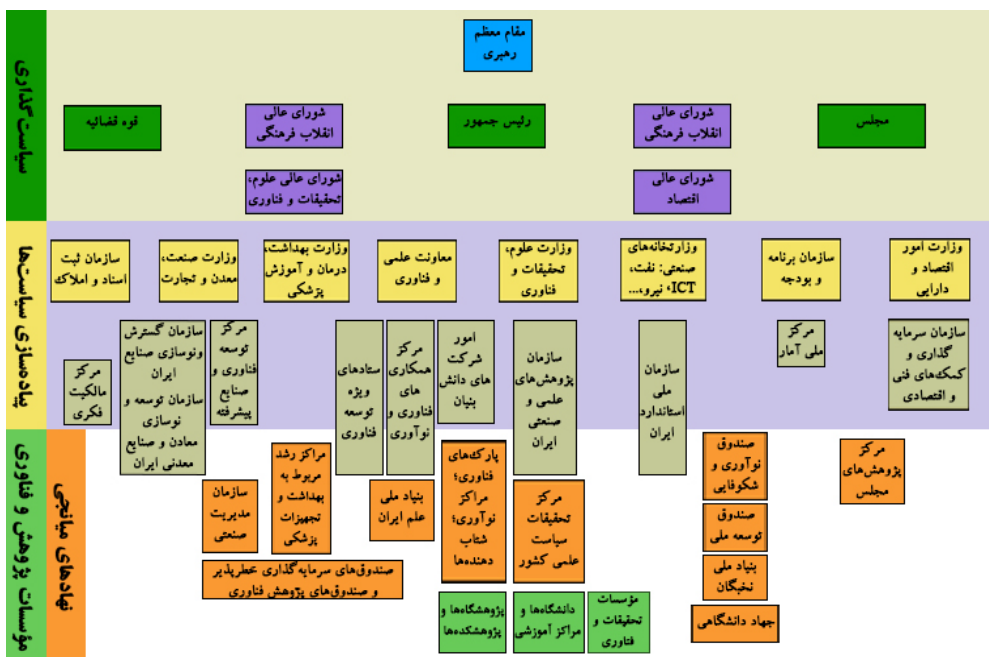 مقام معظم
رهبری
سیاست گذاری
مجلس
شورای عالی
انقلاب فرهنگی
رئیس جمهور
شورای عالی
انقلاب فرهنگی
قوه قضائیه
شورای عالی
اقتصاد
شورای عالی علوم،
تحقیقات و فناوری
پیاده‌سازی سیاست‌ها
وزارت امور
اقتصاد و
دارایی
سازمان برنامه
و بودجه
وزارتخانه‌های
صنعتی: نفت،
ICT، نیرو،...
وزارت علوم،
تحقیقات و
فناوری
معاونت علمی
و فناوری
وزارت بهداشت،
درمان و آموزش
پزشکی
وزارت صنعت،
معدن و تجارت
سازمان ثبت
اسناد و املاک
سازمان سرمایه
گذاری و
کمک‌های فنی
و اقتصادی
مرکز
ملی آمار
سازمان
ملی
استاندارد
ایران
سازمان
پژوهش‌های
علمی و
صنعتی
ایران
امور
شرکت
های دانش
بنیان
مرکز
همکاری
های
فناوری و
نوآوری
ستادهای
ویژه
توسعه
فناوری
مرکز
توسعه
فناوری و
صنایع
پیشرفته
سازمان گسترش
ونوسازی صنایع
ایران
سازمان توسعه و
نوسازی
معادن و صنایع
معدنی ایران
مرکز
مالکیت
فکری
نهادهای میانجی
مرکز
پژوهش‌های
مجلس
صندوق
نوآوری و
شکوفایی
صندوق
توسعه ملی
بنیاد ملی
نخبگان
جهاد دانشگاهی
مرکز
تحقیقات
سیاست
علمی کشور
پارک‌های
فناوری؛
مراکز
نوآوری؛
شتاب
دهنده‌ها
بنیاد ملی
علم ایران
مراکز رشد
مربوط به
بهداشت و
تجهیزات
پزشکی
سازمان
مدیریت
صنعتی
صندوق‌های سرمایه‌گذاری خطرپذیر
و صندوق‌های پژوهش فناوری
مؤسسات پژوهش و فناوری
مؤسسات
تحقیقات و
فناوری
دانشگاه‌ها و
مراکز آموزشی
پژوهشگاه‌ها و
پژوهشکده‌ها